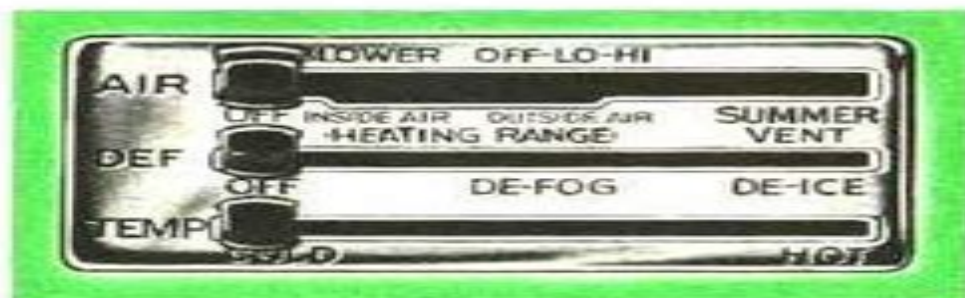 BLOWER OFF-LO-HI
AIR
OFF INSIDE AIR OUTSIDE AIR SUMMER
HEATING RANGE VENT
DEF
OFF DE-FOG DE-ICE
TEMP
COLD HOT